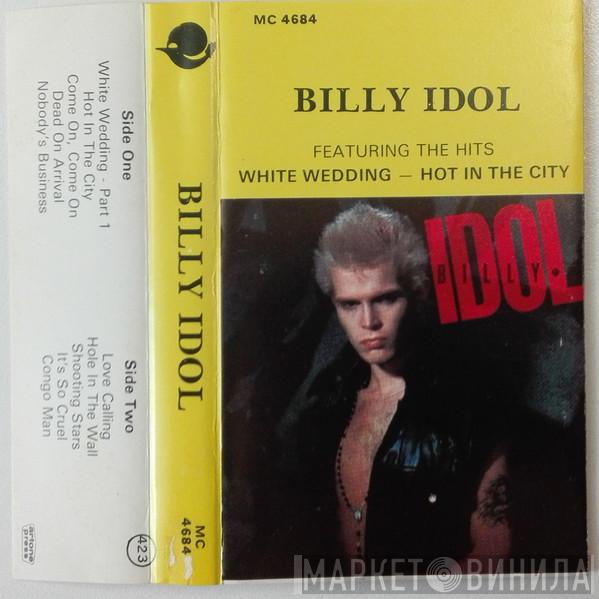 MC 4684
BILLY IDOL
FEATURING THE HITS
WHITE WEDDING — HOT IN THE CITY
IDOL
BILLY
BILLY IDOL
MC
4684
Side One
White Wedding - Part 1
Hot In The City
Come On, Come On
Dead On Arrival
Nobody's Business
Side Two
Love Calling
Hole In The Wall
Shooting Stars
It's So Cruel
Congo Man
423
artone
press
МАРКЕТ ВИНИЛА